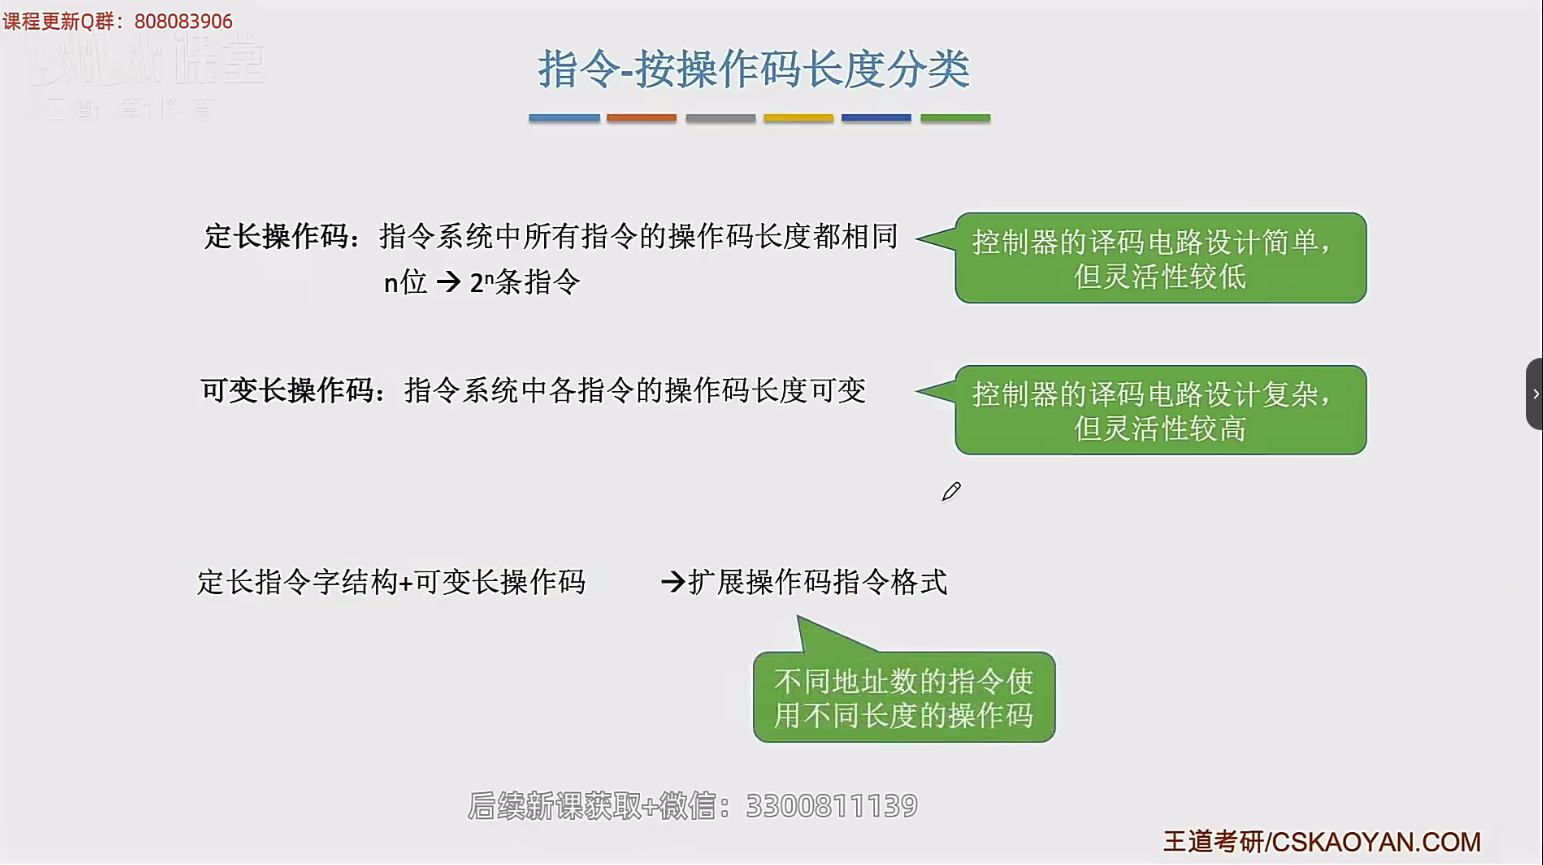 课程更新Q群：808083906
课堂
指令-按操作码长度分类
定长操作码：指令系统中所有指令的操作码长度都相同
n位 → 2ⁿ条指令
控制器的译码电路设计简单，
但灵活性较低
可变长操作码：指令系统中各指令的操作码长度可变
控制器的译码电路设计复杂，
但灵活性较高
定长指令字结构+可变长操作码 →扩展操作码指令格式
不同地址数的指令使
用不同长度的操作码
后续新课获取+微信：3300811139
王道考研/CSKAOYAN.COM